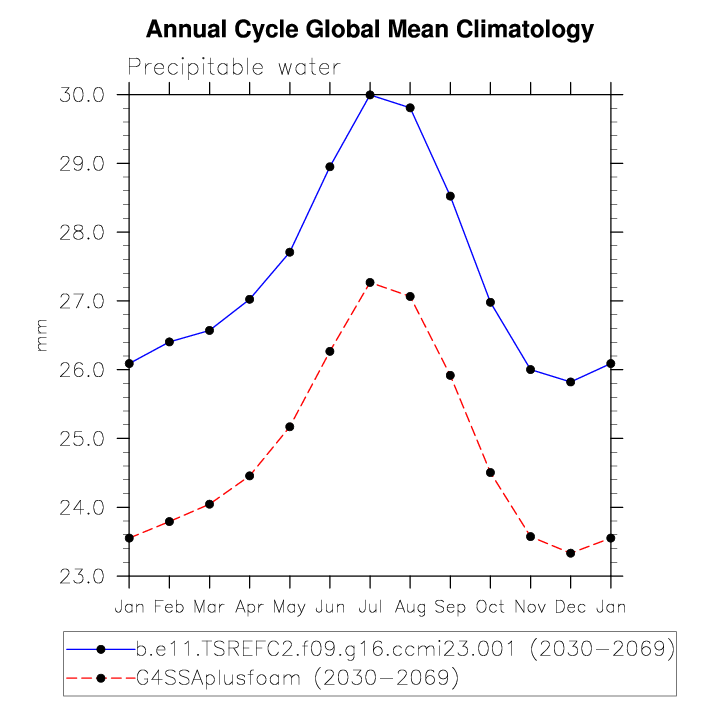 Annual Cycle Global Mean Climatology
Precipitable water
30.0
29.0
28.0
27.0
26.0
25.0
24.0
23.0
mm
Jan Feb Mar Apr May Jun Jul Aug Sep Oct Nov Dec Jan
b.e11.TSREFC2.f09.g16.ccmi23.001 (2030-2069)
G4SSAplusfoam (2030-2069)